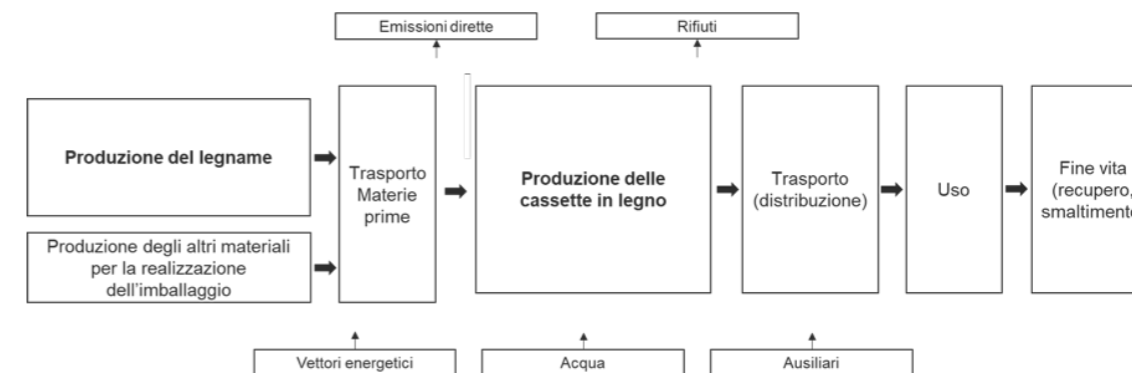 Emissioni dirette
Rifiuti
Produzione del legname
Produzione degli altri materiali
per la realizzazione
dell'imballaggio
Trasporto
Materie
prime
Produzione delle
cassette in legno
Trasporto
(distribuzione)
Uso
Fine vita
(recupero,
smaltimento
Vettori energetici
Acqua
Ausiliari